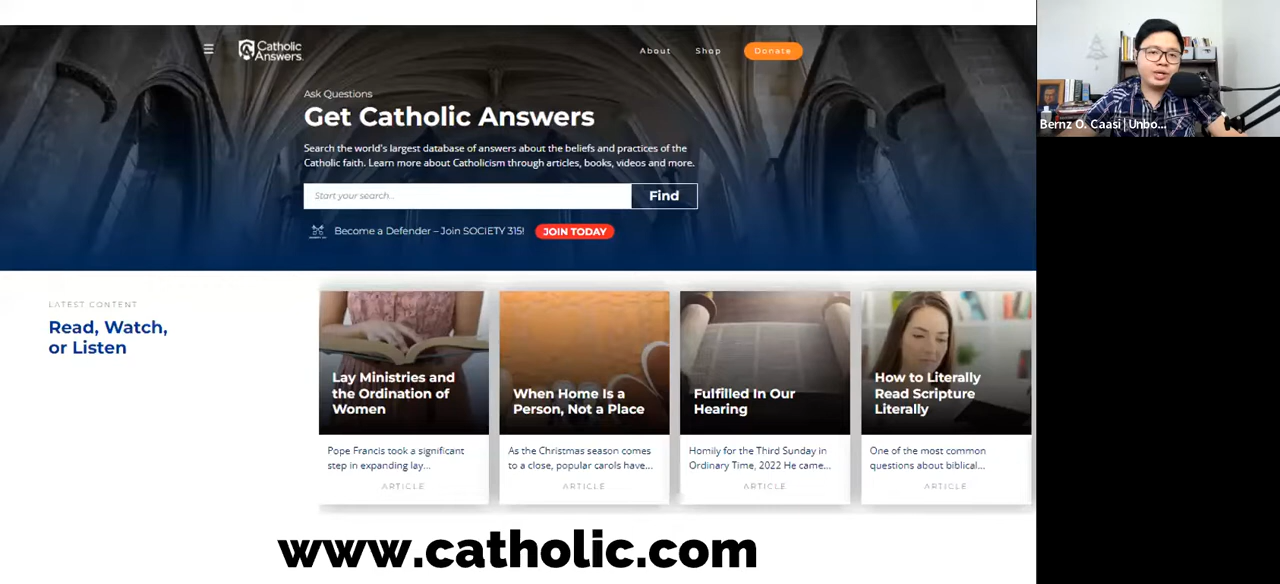 Catholic
Answers.
About
Shop
Donate
Ask Questions
Get Catholic Answers
Search the world's largest database of answers about the beliefs and practices of the
Catholic faith. Learn more about Catholicism through articles, books, videos and more.
Start your search...
Find
Become a Defender – Join SOCIETY 315!
JOIN TODAY
LATEST CONTENT
Read, Watch,
or Listen
Lay Ministries and
the Ordination of
Women
Pope Francis took a significant
step in expanding lay...
ARTICLE
When Home Is a
Person, Not a Place
As the Christmas season comes
to a close, popular carols have...
ARTICLE
Fulfilled In Our
Hearing
Homily for the Third Sunday in
Ordinary Time, 2022 He came...
ARTICLE
How to Literally
Read Scripture
Literally
One of the most common
questions about biblical...
ARTICLE
www.catholic.com
Bernz O. Caasi | Unbo...